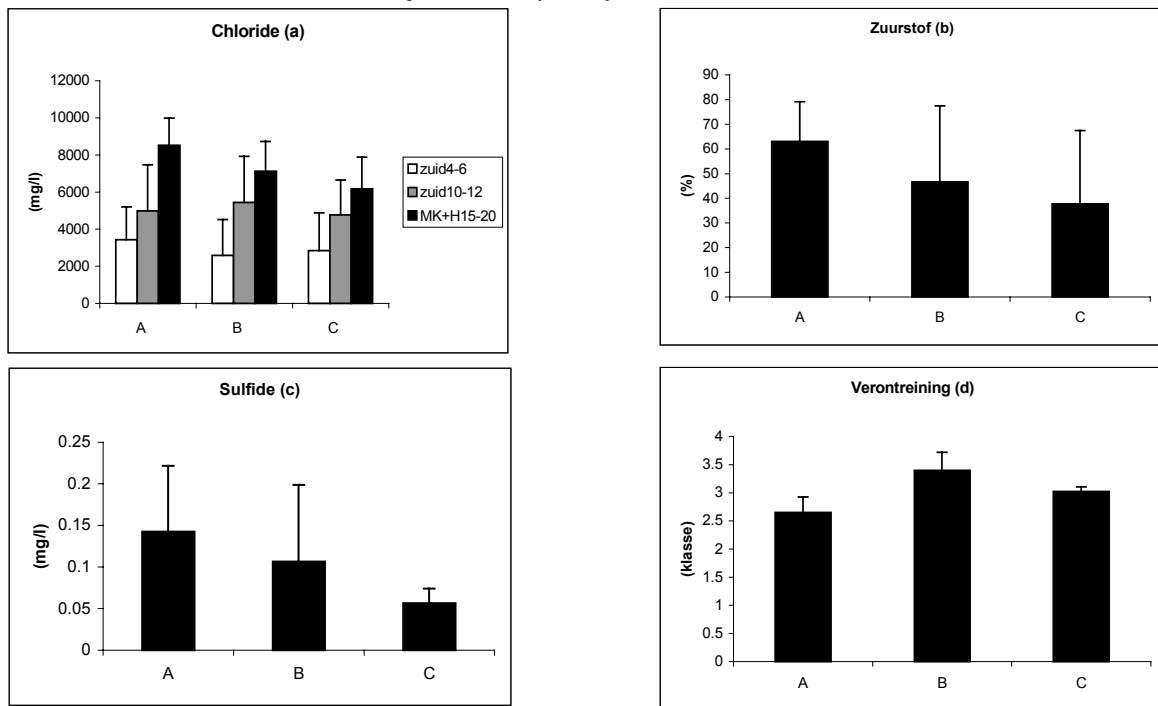 Chloride (a)
(mg/l)
12000
10000
8000
6000
4000
2000
0
A B C
zuid4-6
zuid10-12
MK+H15-20
Zuurstof (b)
(%)
90
80
70
60
50
40
30
20
10
0
A B C
Sulfide (c)
(mg/l)
0.25
0.2
0.15
0.1
0.05
0
A B C
Verontreining (d)
(klasse)
4
3.5
3
2.5
2
1.5
1
0.5
0
A B C